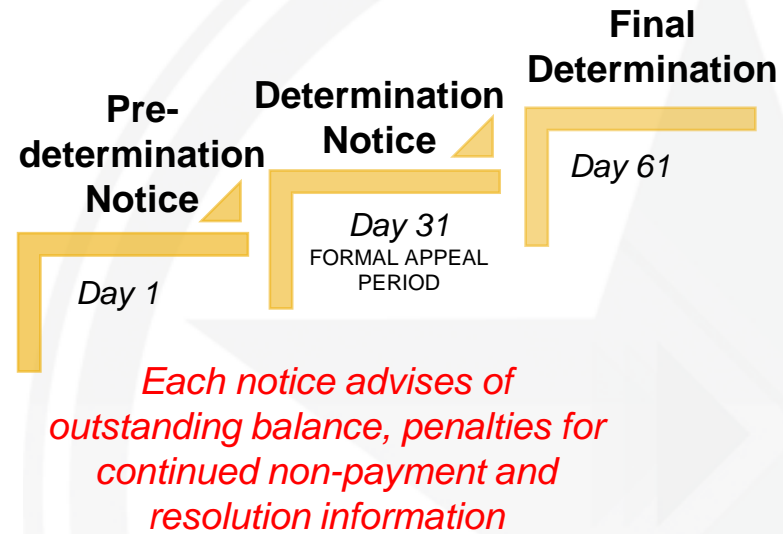 Pre-
determination
Notice
Day 1
Determination
Notice
Day 31
FORMAL APPEAL
PERIOD
Final
Determination
Day 61
Each notice advises of
outstanding balance, penalties for
continued non-payment and
resolution information